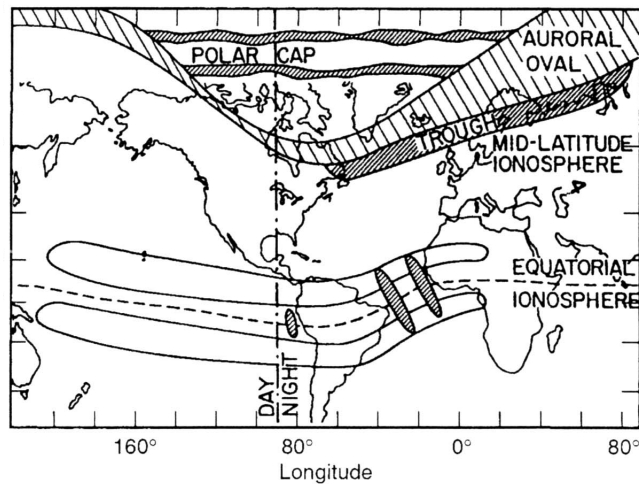 POLAR CAP
AURORAL
OVAL
TROUGH
MID-LATITUDE
IONOSPHERE
EQUATORIAL
IONOSPHERE
DAY
NIGHT
160° 80° 0° 80°
Longitude